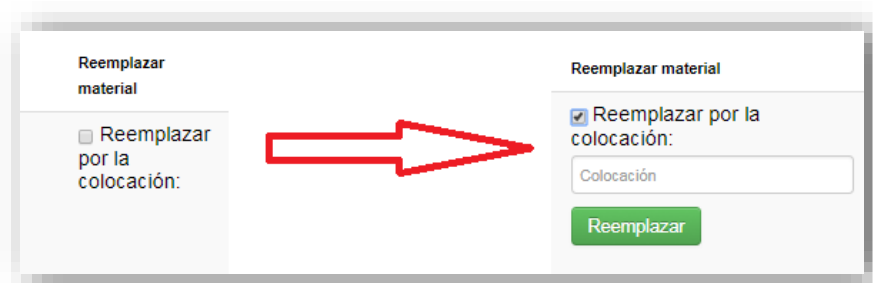 Reemplazar
material
Reemplazar
por la
colocación:
Reemplazar material
Reemplazar por la
colocación:
Colocación
Reemplazar